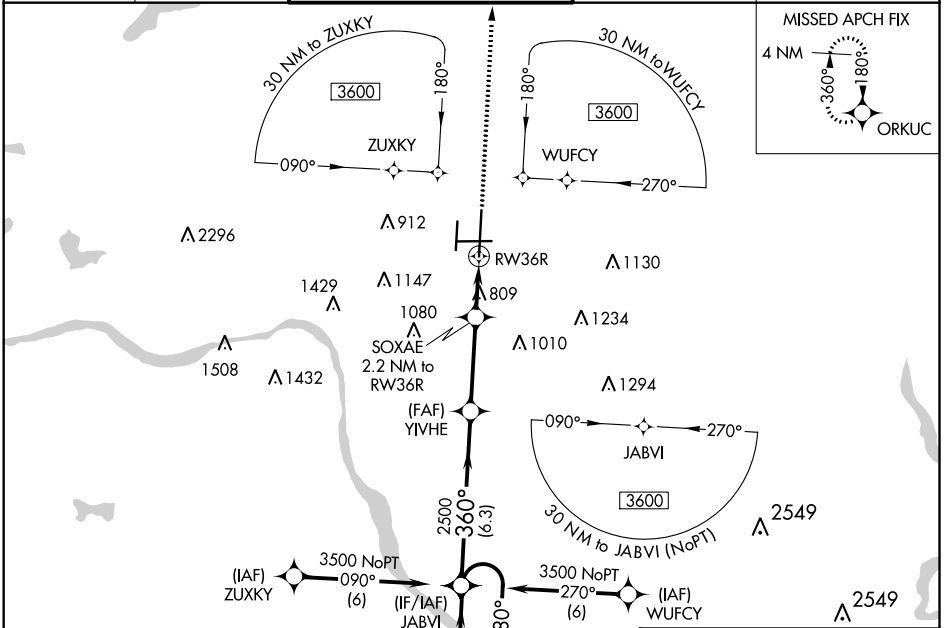 MISSED APCH FIX
4 NM
360°
180°
ORKUC
30 NM to ZUXKY
3600
180°
ZUXKY
090°
30 NM to WUFCY
3600
180°
WUFCY
270°
2296
912
RW36R
1130
1147
1429
809
1080
1234
SOXAE
2.2 NM to
RW36R
1010
1508
1432
1294
(FAF)
YIVHE
090°
270°
JABVI
3600
30 NM to JABVI (NoPT)
2500
360°
(6.3)
2549
3500 NoPT
090°
(6)
(IAF)
ZUXKY
(IF/IAF)
JABVI
3500 NoPT
270°
(6)
(IAF)
WUFCY
2549